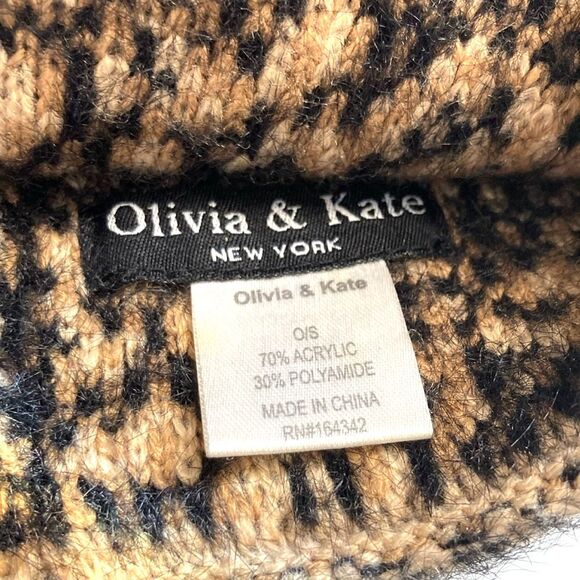 Olivia & Kate
NEW YORK
Olivia & Kate
O/S
70% ACRYLIC
30% POLYAMIDE
MADE IN CHINA
RN#164342